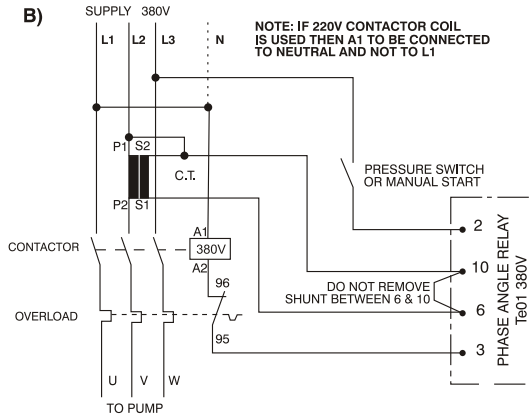 B)
SUPPLY 380V
L1 L2 L3 N
NOTE: IF 220V CONTACTOR COIL
IS USED THEN A1 TO BE CONNECTED
TO NEUTRAL AND NOT TO L1
P1 S2
C.T.
P2 S1
PRESSURE SWITCH
OR MANUAL START
CONTACTOR
A1
380V
A2
96
OVERLOAD
95
DO NOT REMOVE
SHUNT BETWEEN 6 & 10
2
10
6
3
PHASE ANGLE RELAY
Te01 380V
U V W
TO PUMP